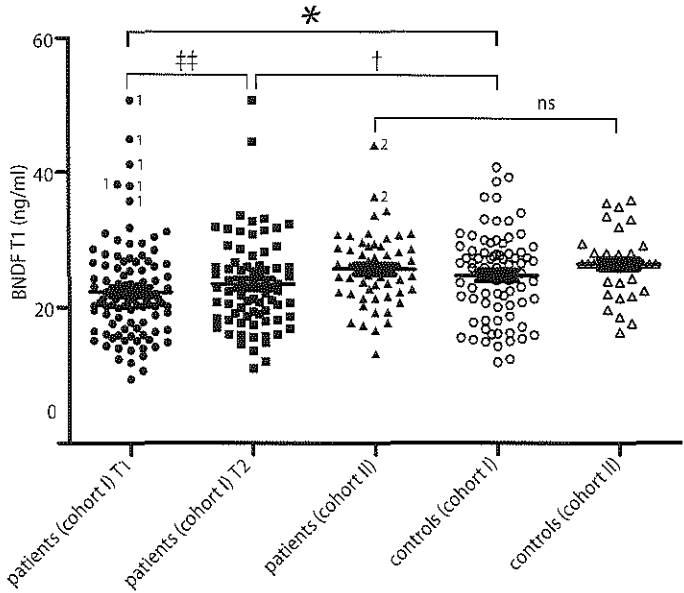 *
‡‡
†
ns
BNDF T1 (ng/ml)
60
40
20
0
1
1
1
1
1
1
2
2
patients (cohort I) T1
patients (cohort I) T2
patients (cohort II)
controls (cohort I)
controls (cohort II)